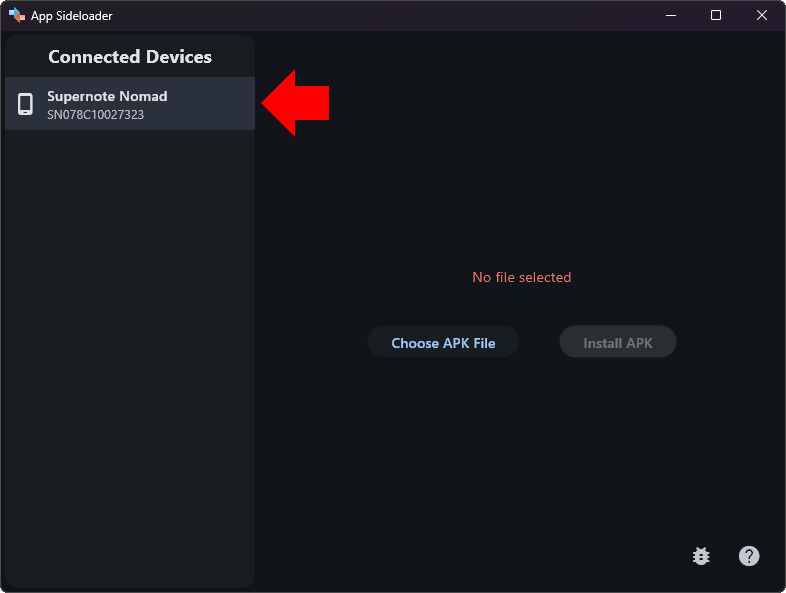 App Sideloader
Connected Devices
Supernote Nomad
SN078C10027323
No file selected
Choose APK File
Install APK